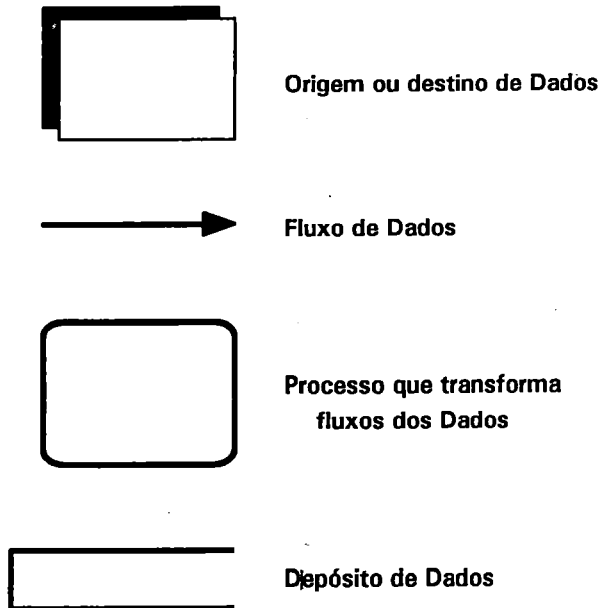 Origem ou destino de Dados
Fluxo de Dados
Processo que transforma
fluxos dos Dados
Depósito de Dados